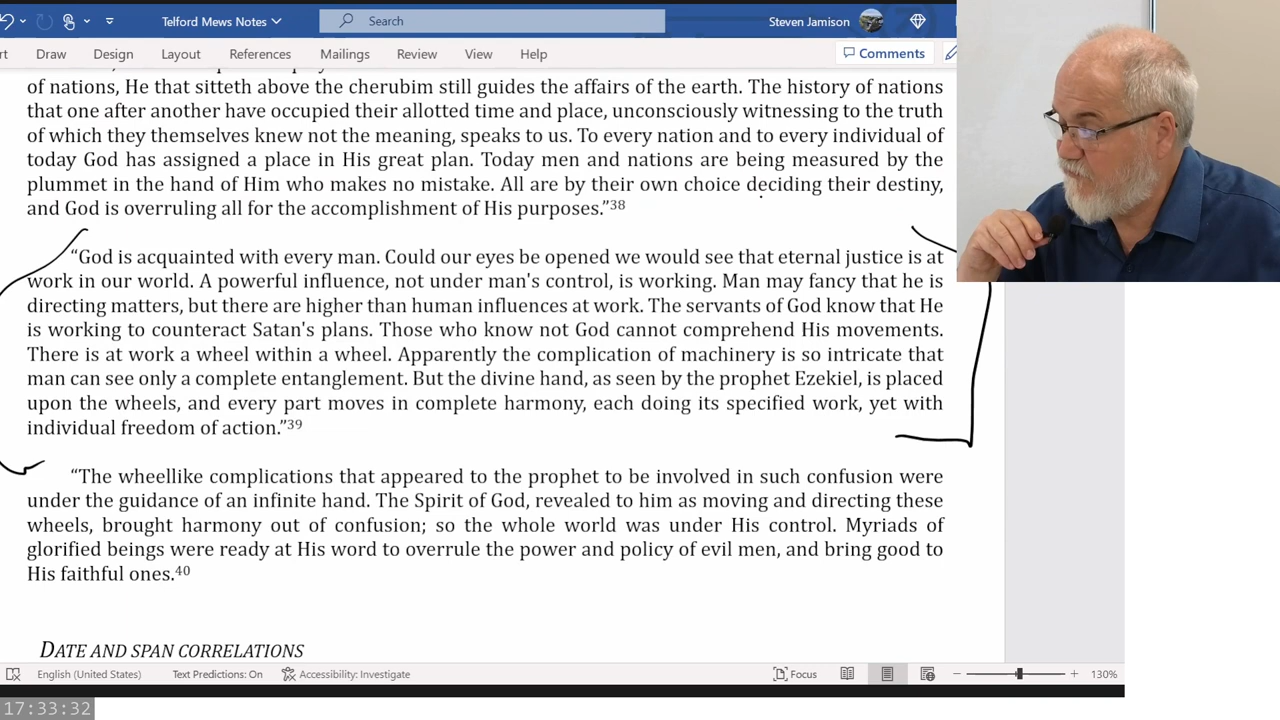 Telford Mews Notes
Search
Steven Jamison
Draw Design Layout References Mailings Review View Help
Comments
of nations, He that sitteth above the cherubim still guides the affairs of the earth. The history of nations
that one after another have occupied their allotted time and place, unconsciously witnessing to the truth
of which they themselves knew not the meaning, speaks to us. To every nation and to every individual of
today God has assigned a place in His great plan. Today men and nations are being measured by the
plummet in the hand of Him who makes no mistake. All are by their own choice deciding their destiny,
and God is overruling all for the accomplishment of His purposes.”38
“God is acquainted with every man. Could our eyes be opened we would see that eternal justice is at
work in our world. A powerful influence, not under man's control, is working. Man may fancy that he is
directing matters, but there are higher than human influences at work. The servants of God know that He
is working to counteract Satan's plans. Those who know not God cannot comprehend His movements.
There is at work a wheel within a wheel. Apparently the complication of machinery is so intricate that
man can see only a complete entanglement. But the divine hand, as seen by the prophet Ezekiel, is placed
upon the wheels, and every part moves in complete harmony, each doing its specified work, yet with
individual freedom of action.”39
“The wheellike complications that appeared to the prophet to be involved in such confusion were
under the guidance of an infinite hand. The Spirit of God, revealed to him as moving and directing these
wheels, brought harmony out of confusion; so the whole world was under His control. Myriads of
glorified beings were ready at His word to overrule the power and policy of evil men, and bring good to
His faithful ones.40
DATE AND SPAN CORRELATIONS
English (United States) Text Predictions: On Accessibility: Investigate Focus 130%
17:33:32